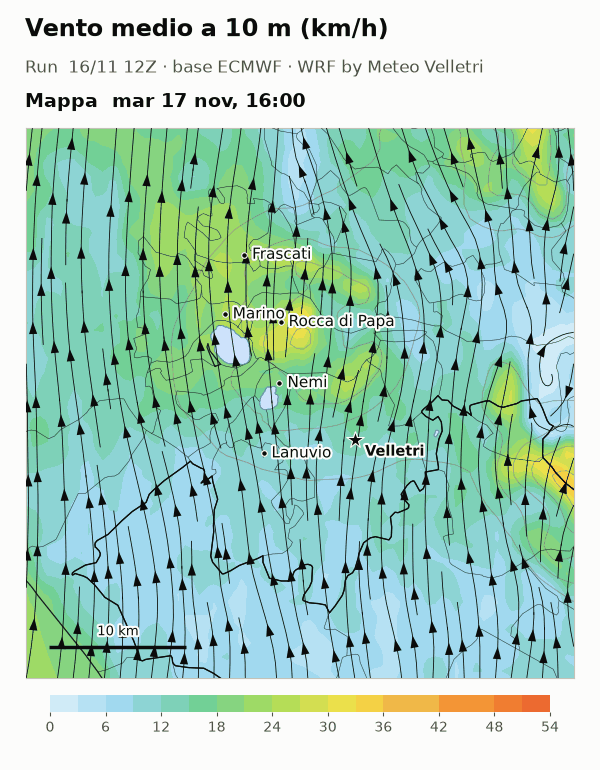 Vento medio a 10 m (km/h)
Run  16/11 12Z · base ECMWF · WRF by Meteo Velletri
Mappa  mar 17 nov, 16:00
Frascati
Marino
Rocca di Papa
Nemi
Velletri
Lanuvio
10 km
0 6 12 18 24 30 36 42 48 54